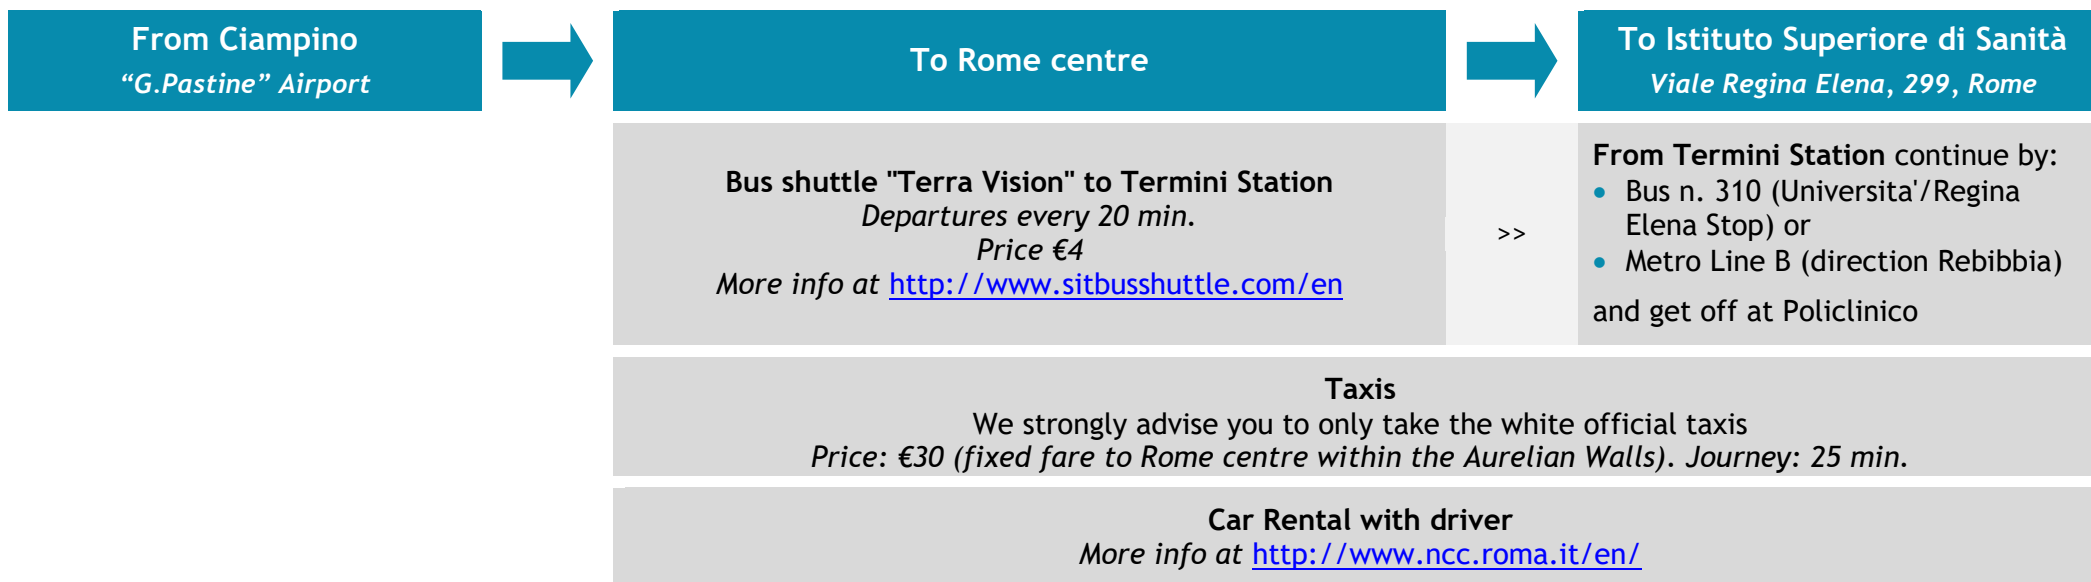 From Ciampino
“G.Pastine” Airport
To Rome centre
To Istituto Superiore di Sanità
Viale Regina Elena, 299, Rome
Bus shuttle "Terra Vision" to Termini Station
Departures every 20 min.
Price €4
More info at http://www.sitbusshuttle.com/en
>>
From Termini Station continue by:
• Bus n. 310 (Universita'/Regina
Elena Stop) or
• Metro Line B (direction Rebibbia)
and get off at Policlinico
Taxis
We strongly advise you to only take the white official taxis
Price: €30 (fixed fare to Rome centre within the Aurelian Walls). Journey: 25 min.
Car Rental with driver
More info at http://www.ncc.roma.it/en/